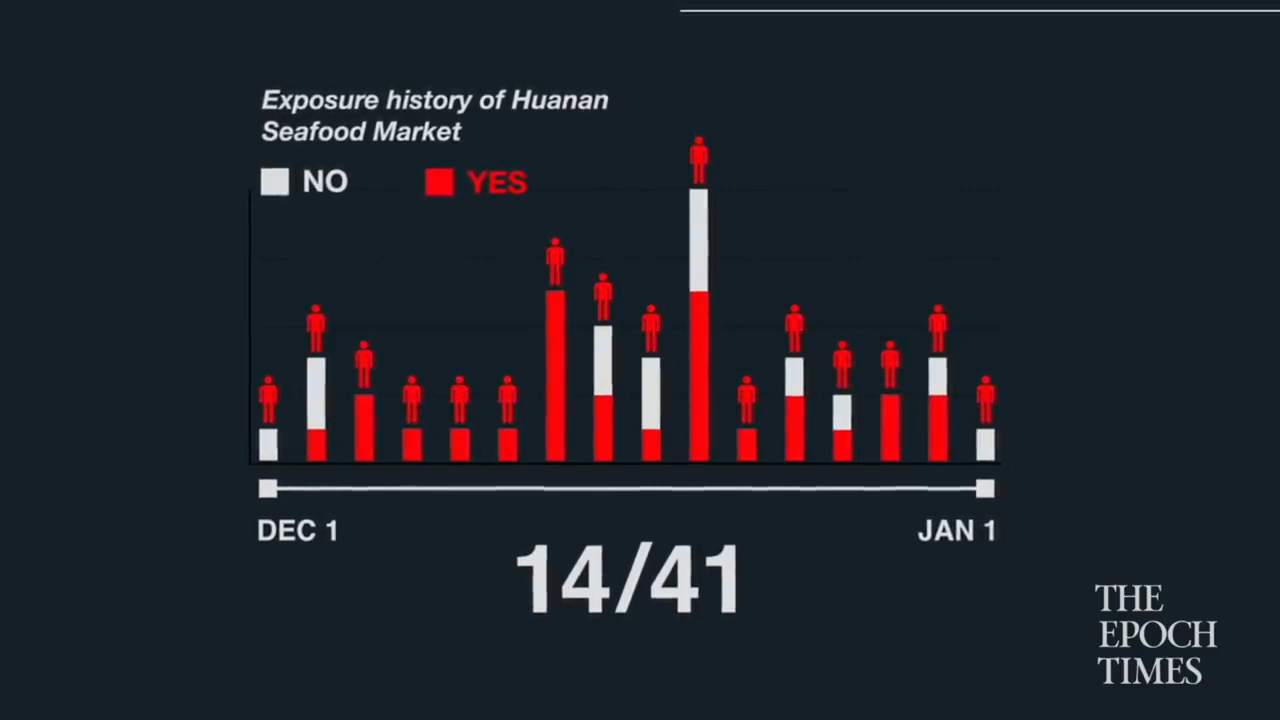 Exposure history of Huanan
Seafood Market
NO YES
DEC 1 JAN 1
14/41
THE
EPOCH
TIMES